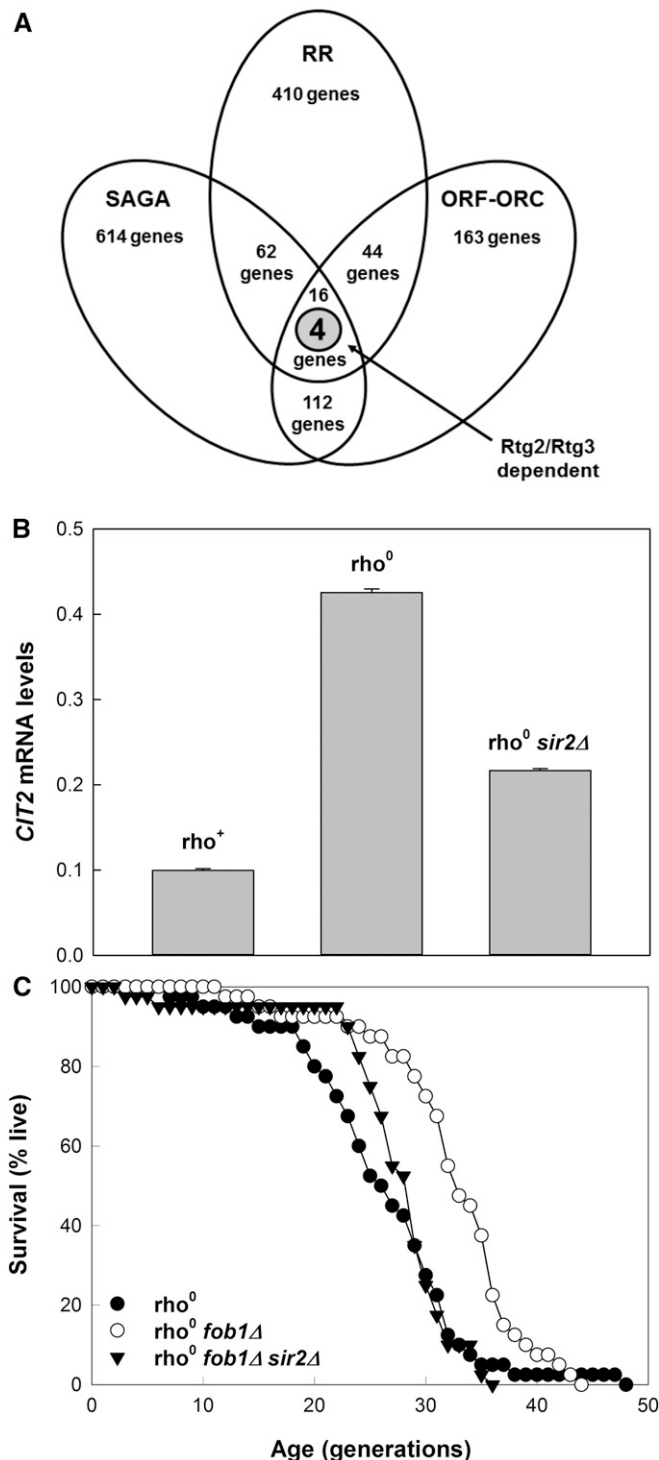 A
RR
410 genes
SAGA
614 genes
ORF-ORC
163 genes
62
genes
44
genes
16
4
genes
112
genes
Rtg2/Rtg3
dependent
B
CIT2 mRNA levels
0.5
0.4
0.3
0.2
0.1
0.0
rho⁺
rho⁰
rho⁰ sir2Δ
C
Survival (% live)
100
80
60
40
20
0
rho⁰
rho⁰ fob1Δ
rho⁰ fob1Δ sir2Δ
0 10 20 30 40 50
Age (generations)